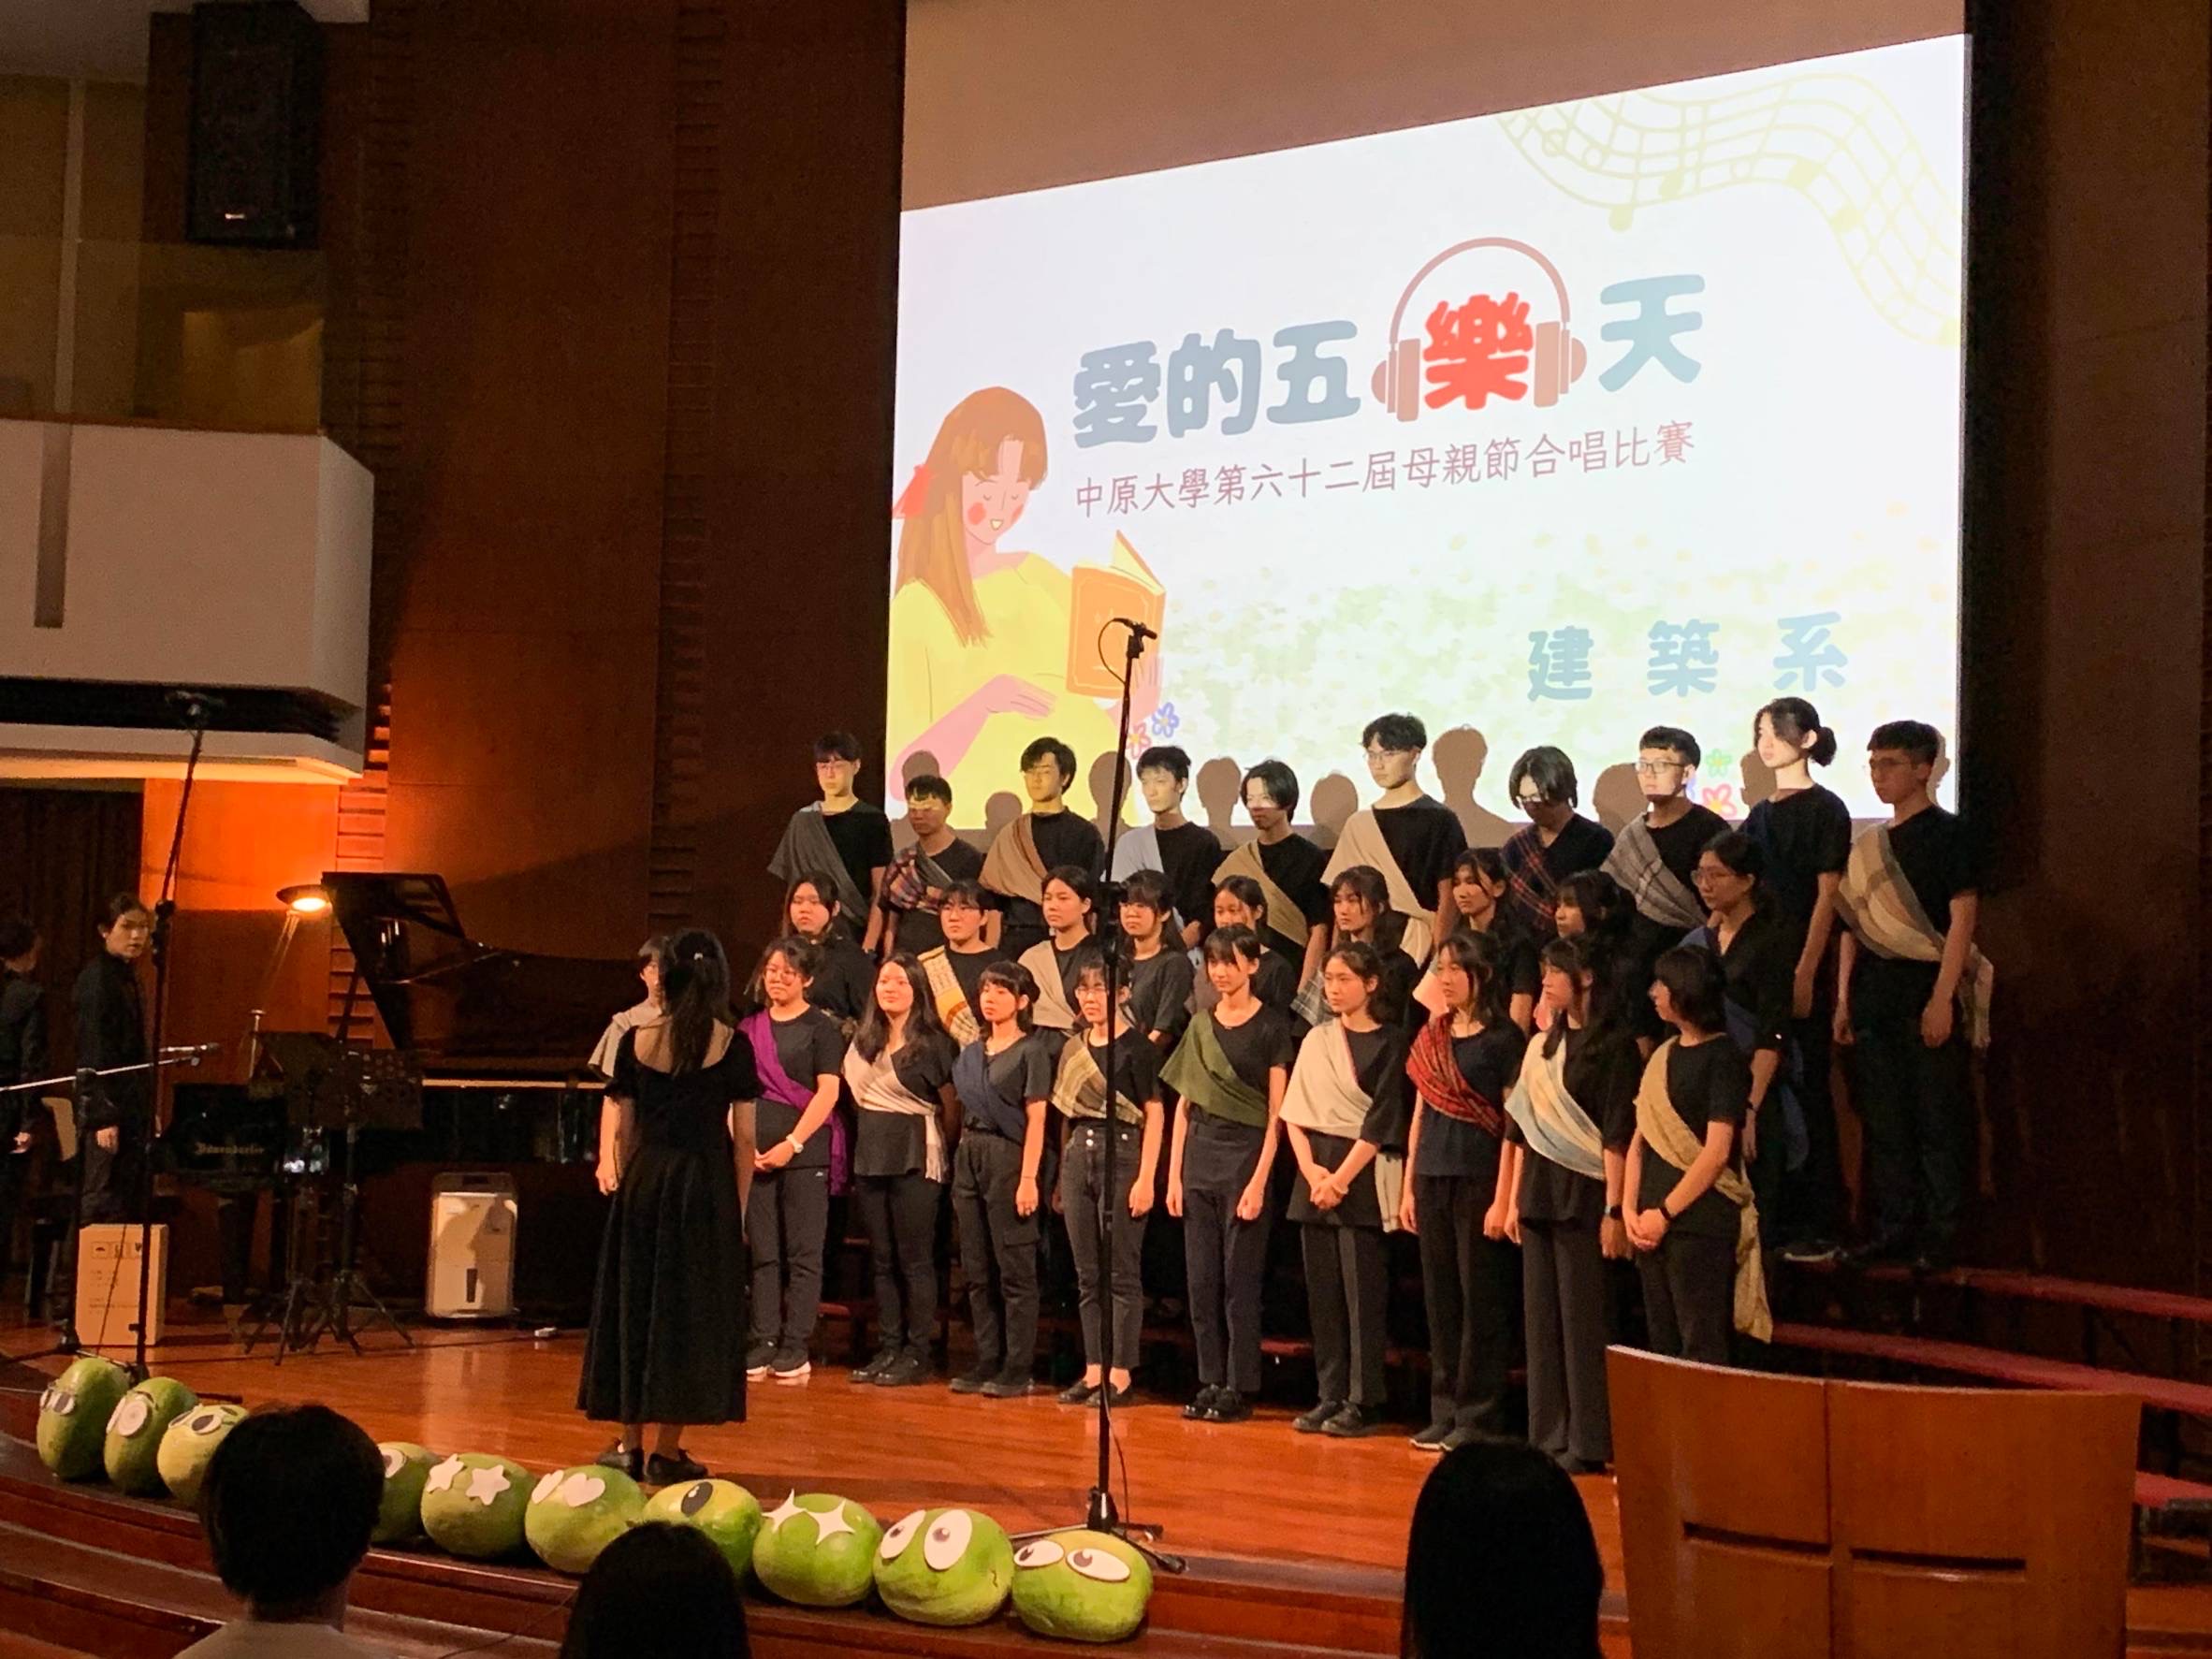 愛的五樂天
中原大學第六十二屆母親節合唱比賽
建築系
Bösendorfer